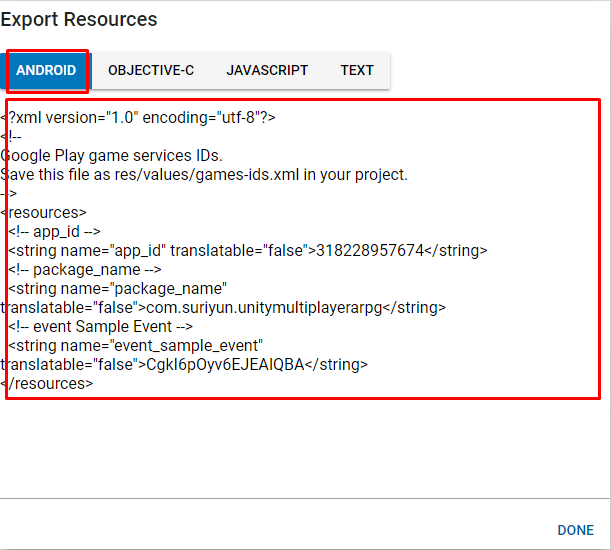 Export Resources
ANDROID OBJECTIVE-C JAVASCRIPT TEXT
<?xml version="1.0" encoding="utf-8"?>
<!--
Google Play game services IDs.
Save this file as res/values/games-ids.xml in your project.
-->
<resources>
<!-- app_id -->
<string name="app_id" translatable="false">318228957674</string>
<!-- package_name -->
<string name="package_name"
translatable="false">com.suriyun.unitymultiplayerarpg</string>
<!-- event Sample Event -->
<string name="event_sample_event"
translatable="false">CgkI6pOyv6EJEAIQBA</string>
</resources>
DONE